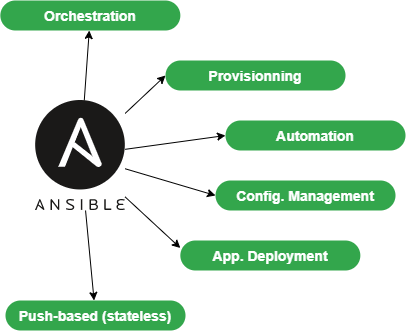 Orchestration
Provisionning
Automation
ANSIBLE
Config. Management
App. Deployment
Push-based (stateless)